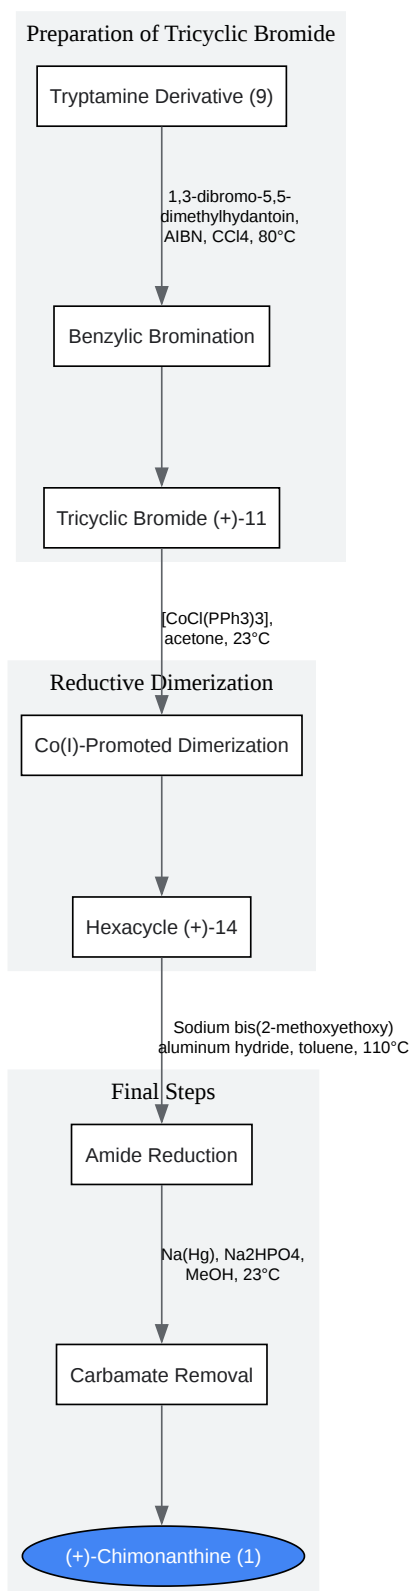 Preparation of Tricyclic Bromide
Tryptamine Derivative (9)
1,3-dibromo-5,5-
dimethylhydantoin,
AIBN, CCl4, 80°C
Benzylic Bromination
Tricyclic Bromide (+)-11
[CoCl(PPh3)3],
acetone, 23°C
Reductive Dimerization
Co(I)-Promoted Dimerization
Hexacycle (+)-14
Sodium bis(2-methoxyethoxy)
aluminum hydride, toluene, 110°C
Final Steps
Amide Reduction
Na(Hg), Na2HPO4,
MeOH, 23°C
Carbamate Removal
(+)-Chimonanthine (1)